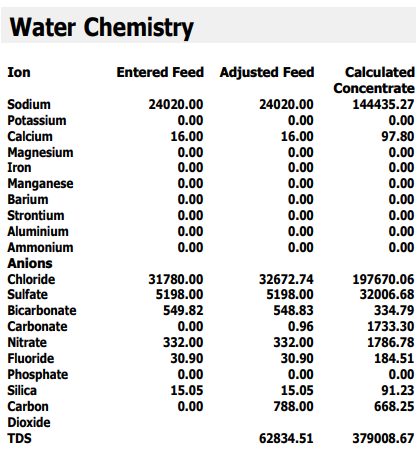 Water Chemistry
Ion Entered Feed Adjusted Feed Calculated
Concentrate
Sodium 24020.00 24020.00 144435.27
Potassium 0.00 0.00 0.00
Calcium 16.00 16.00 97.80
Magnesium 0.00 0.00 0.00
Iron 0.00 0.00 0.00
Manganese 0.00 0.00 0.00
Barium 0.00 0.00 0.00
Strontium 0.00 0.00 0.00
Aluminium 0.00 0.00 0.00
Ammonium 0.00 0.00 0.00
Anions
Chloride 31780.00 32672.74 197670.06
Sulfate 5198.00 5198.00 32006.68
Bicarbonate 549.82 548.83 334.79
Carbonate 0.00 0.96 1733.30
Nitrate 332.00 332.00 1786.78
Fluoride 30.90 30.90 184.51
Phosphate 0.00 0.00 0.00
Silica 15.05 15.05 91.23
Carbon 0.00 788.00 668.25
Dioxide
TDS 62834.51 379008.67